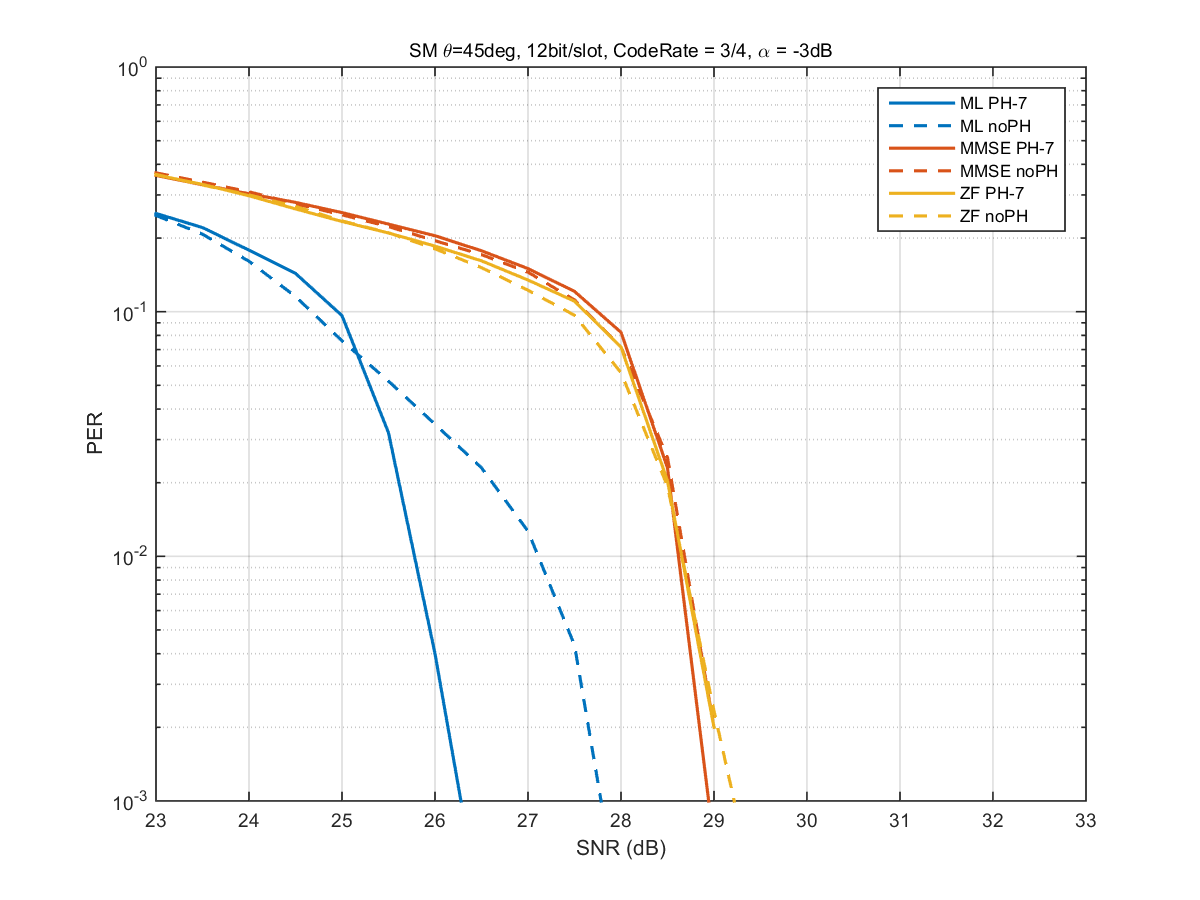 SM θ=45deg, 12bit/slot, CodeRate = 3/4, α = -3dB
10^0
10^-1
10^-2
10^-3
PER
ML PH-7
ML noPH
MMSE PH-7
MMSE noPH
ZF PH-7
ZF noPH
23 24 25 26 27 28 29 30 31 32 33
SNR (dB)